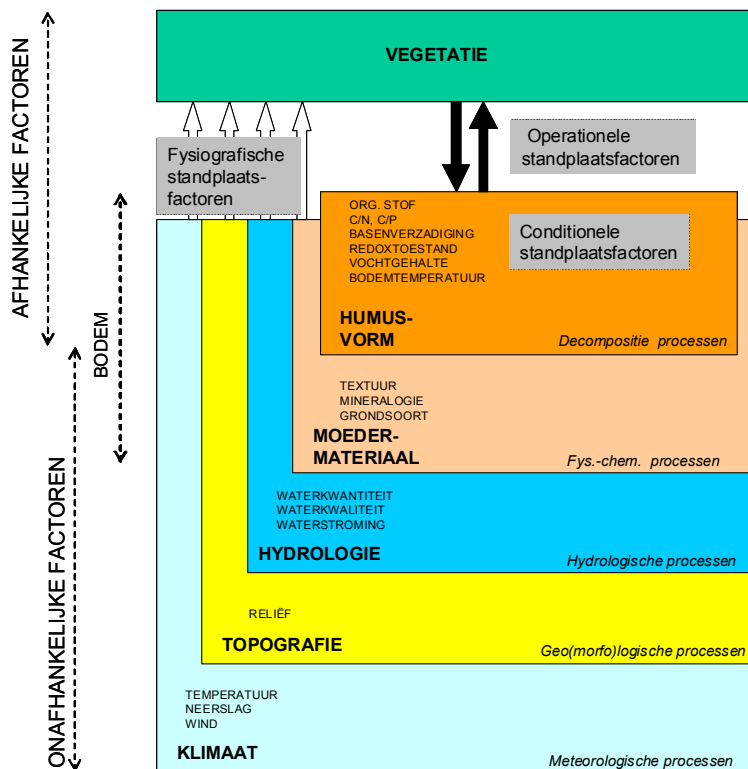 AFHANKELIJKE FACTOREN
ONAFHANKELIJKE FACTOREN
BODEM
VEGETATIE
Fysiografische
standplaats-
factoren
Operationele
standplaatsfactoren
ORG. STOF
C/N, C/P
BASENVERZADIGING
REDOXTOESTAND
VOCHTGEHALTE
BODEMTEMPERATUUR
Conditionele
standplaatsfactoren
HUMUS-
VORM
Decompositie processen
TEXTUUR
MINERALOGIE
GRONDSOORT
MOEDER-
MATERIAAL
Fys.-chem. processen
WATERKWANTITEIT
WATERKWALITEIT
WATERSTROMING
HYDROLOGIE
Hydrologische processen
RELIËF
TOPOGRAFIE
Geo(morfo)logische processen
TEMPERATUUR
NEERSLAG
WIND
KLIMAAT
Meteorologische processen